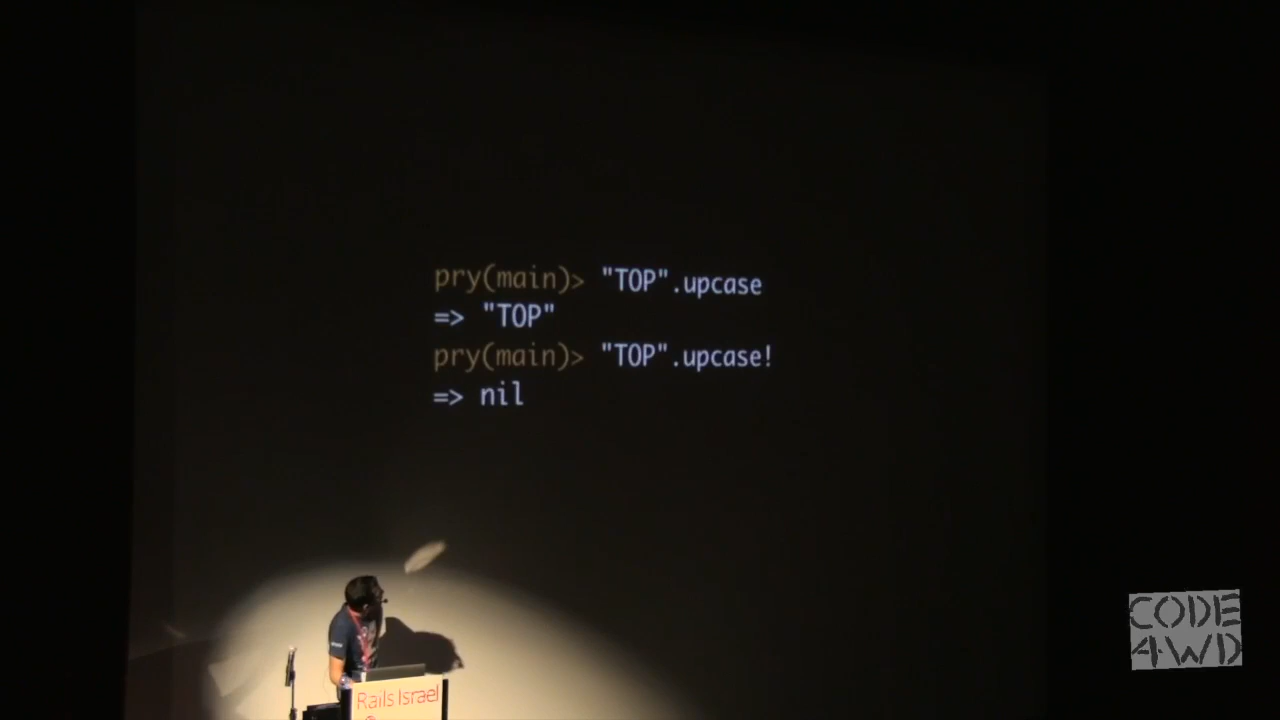 pry(main)> "TOP".upcase
=> "TOP"
pry(main)> "TOP".upcase!
=> nil
Rails Israel
CODE
4WD